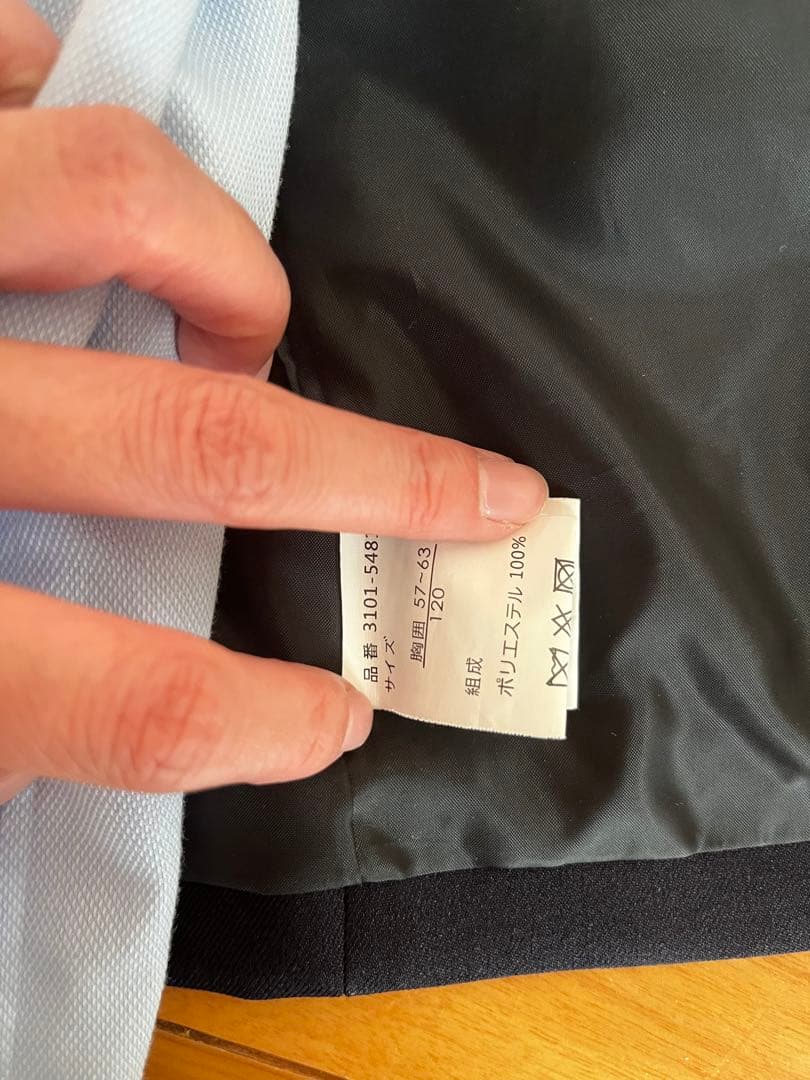 品番 3101-548
サイズ
胸囲 57~63
120
組成
ポリエステル 100%